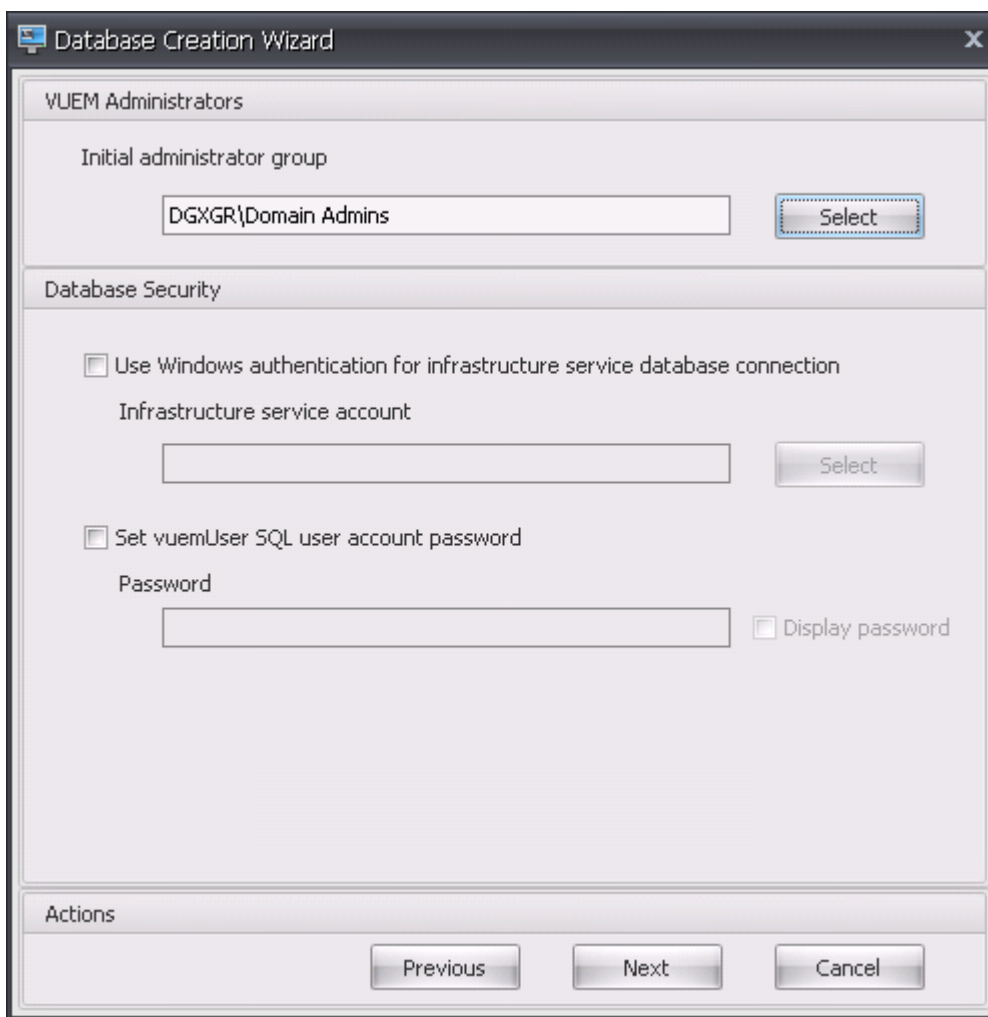 Database Creation Wizard
VUEM Administrators
Initial administrator group
DGXGR\Domain Admins
Select
Database Security
Use Windows authentication for infrastructure service database connection
Infrastructure service account
Select
Set vuemUser SQL user account password
Password
Display password
Actions
Previous Next Cancel